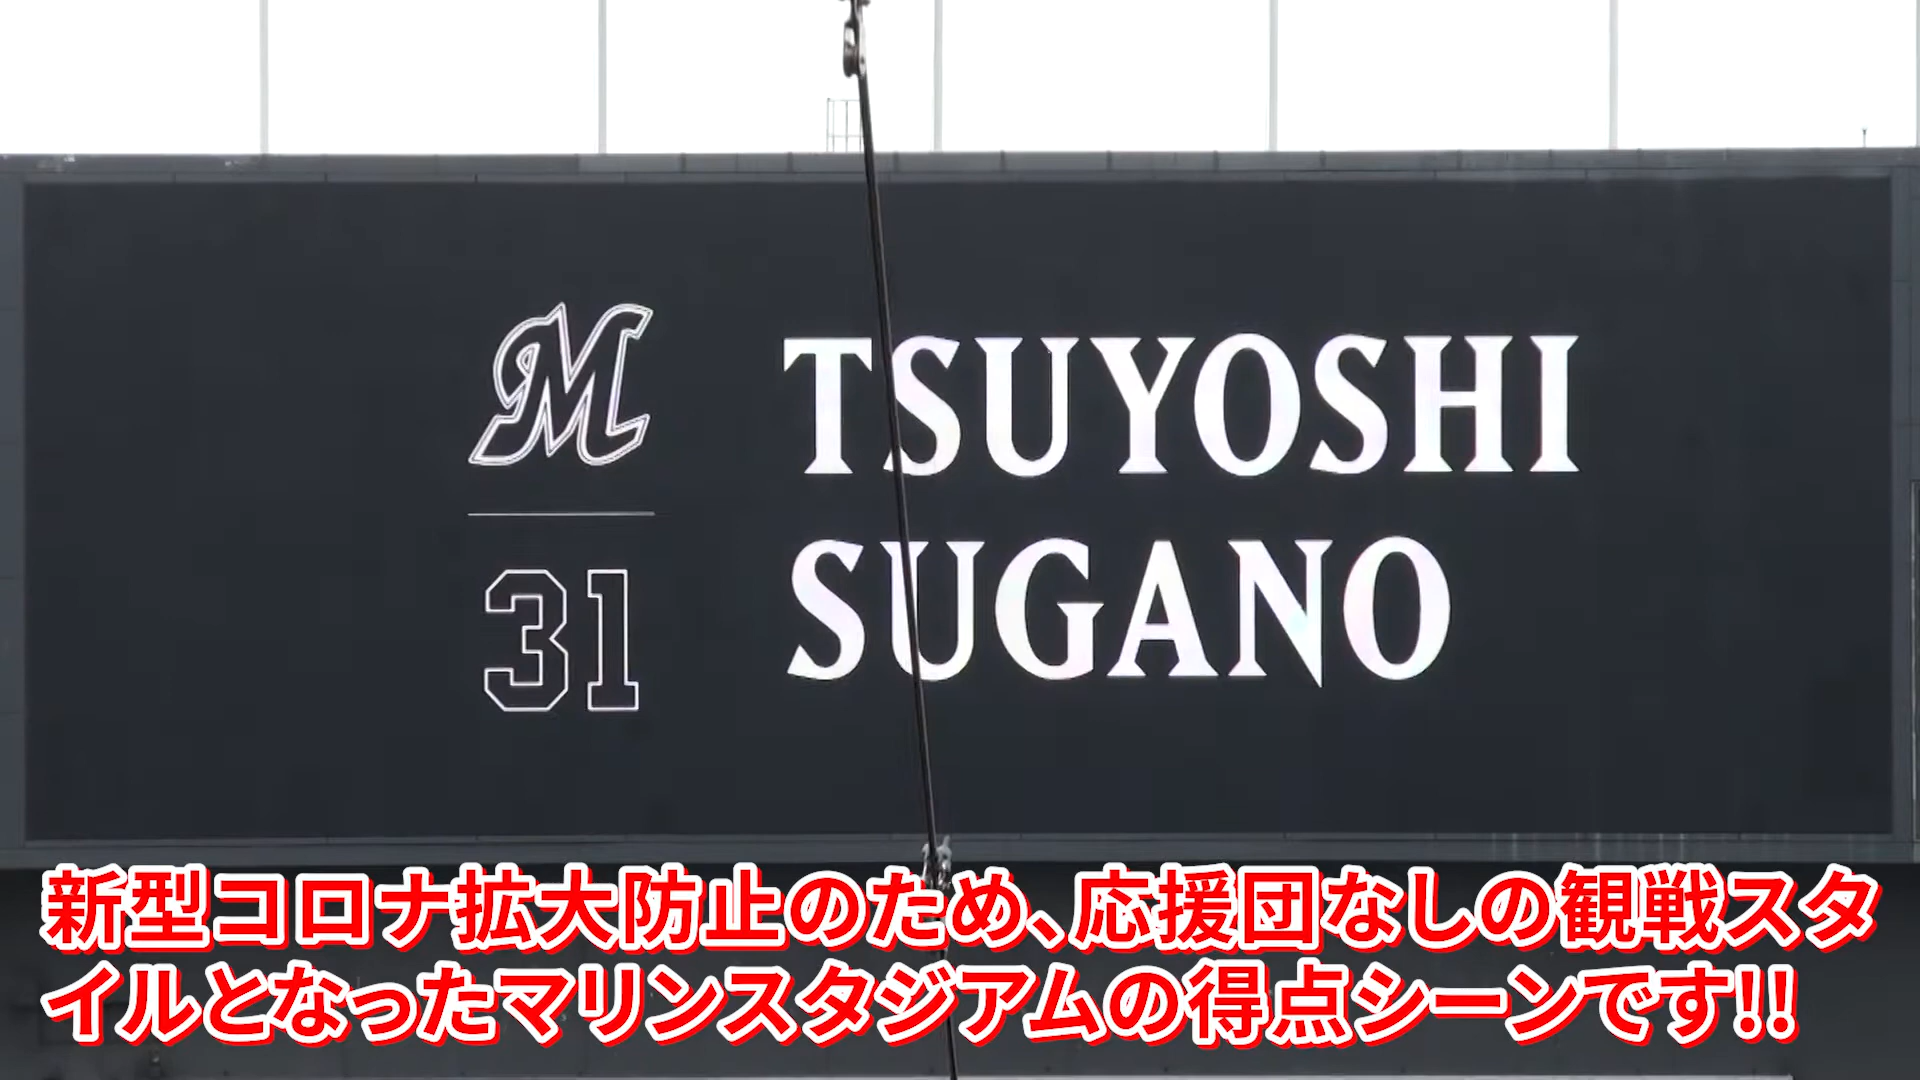 M
TSUYOSHI
31
SUGANO
新型コロナ拡大防止のため、応援団なしの観戦スタ
イルとなったマリンスタジアムの得点シーンです!!